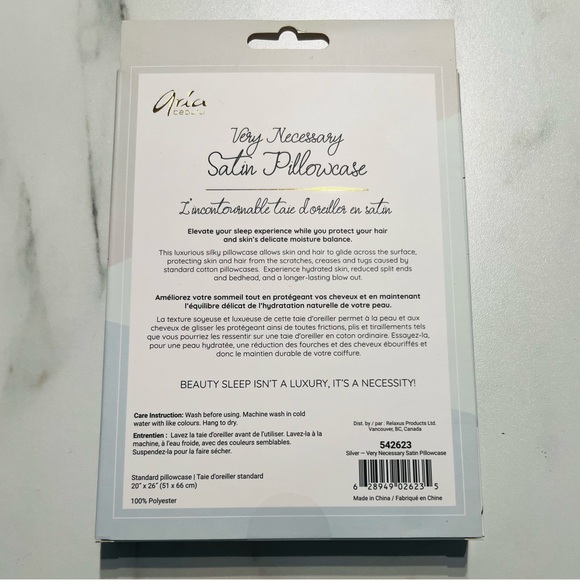 aria
beauty
Very Necessary
Satin Pillowcase
L'incontournable taie d'oreiller en satin
Elevate your sleep experience while you protect your hair
and skin's delicate moisture balance.
This luxurious silky pillowcase allows skin and hair to glide across the surface,
protecting skin and hair from the scratches, creases and tugs caused by
standard cotton pillowcases. Experience hydrated skin, reduced split ends
and bedhead, and a longer-lasting blow out.
Améliorez votre sommeil tout en protégeant vos cheveux et en maintenant
l'équilibre délicat de l'hydratation naturelle de votre peau.
La texture soyeuse et luxueuse de cette taie d'oreiller permet à la peau et aux
cheveux de glisser les protégeant ainsi de toutes frictions, plis et tiraillements tels
que vous pourriez les ressentir sur une taie d'oreiller en coton ordinaire. Essayez-la,
pour une peau hydratée, une réduction des fourches et des cheveux ébouriffés et
donc le maintien durable de votre coiffure.
BEAUTY SLEEP ISN'T A LUXURY, IT'S A NECESSITY!
Care Instruction: Wash before using. Machine wash in cold
water with like colours. Hang to dry.
Entretien : Lavez la taie d'oreiller avant de l'utiliser. Lavez-la à la
machine, à l'eau froide, avec des couleurs semblables.
Suspendez-la pour la faire sécher.
Standard pillowcase | Taie d'oreiller standard
20" x 26" (51 x 66 cm)
100% Polyester
Dist. by / par : Relaxus Products Ltd.
Vancouver, BC, Canada
542623
Silver – Very Necessary Satin Pillowcase
6 28949 02623 5
Made in China / Fabriqué en Chine